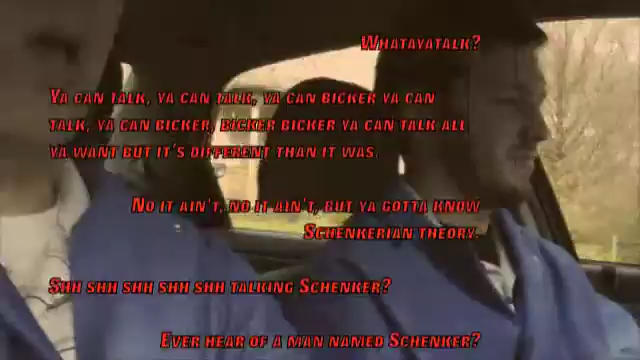 Whatayatalk?
Ya can talk, ya can talk, ya can bicker ya can
talk, ya can bicker, bicker bicker ya can talk all
ya want but it's different than it was.
No it ain't, no it ain't, but ya gotta know
Schenkerian theory.
Shh shh shh shh shh talking Schenker?
Ever hear of a man named Schenker?